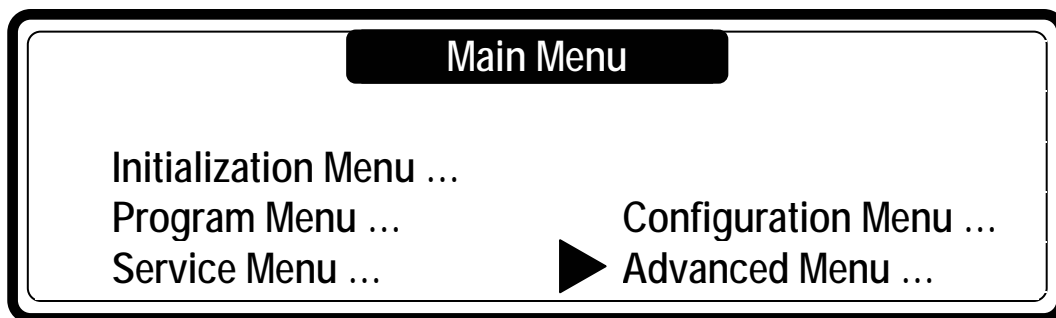 Main Menu
Initialization Menu …
Program Menu … Configuration Menu …
Service Menu … Advanced Menu …